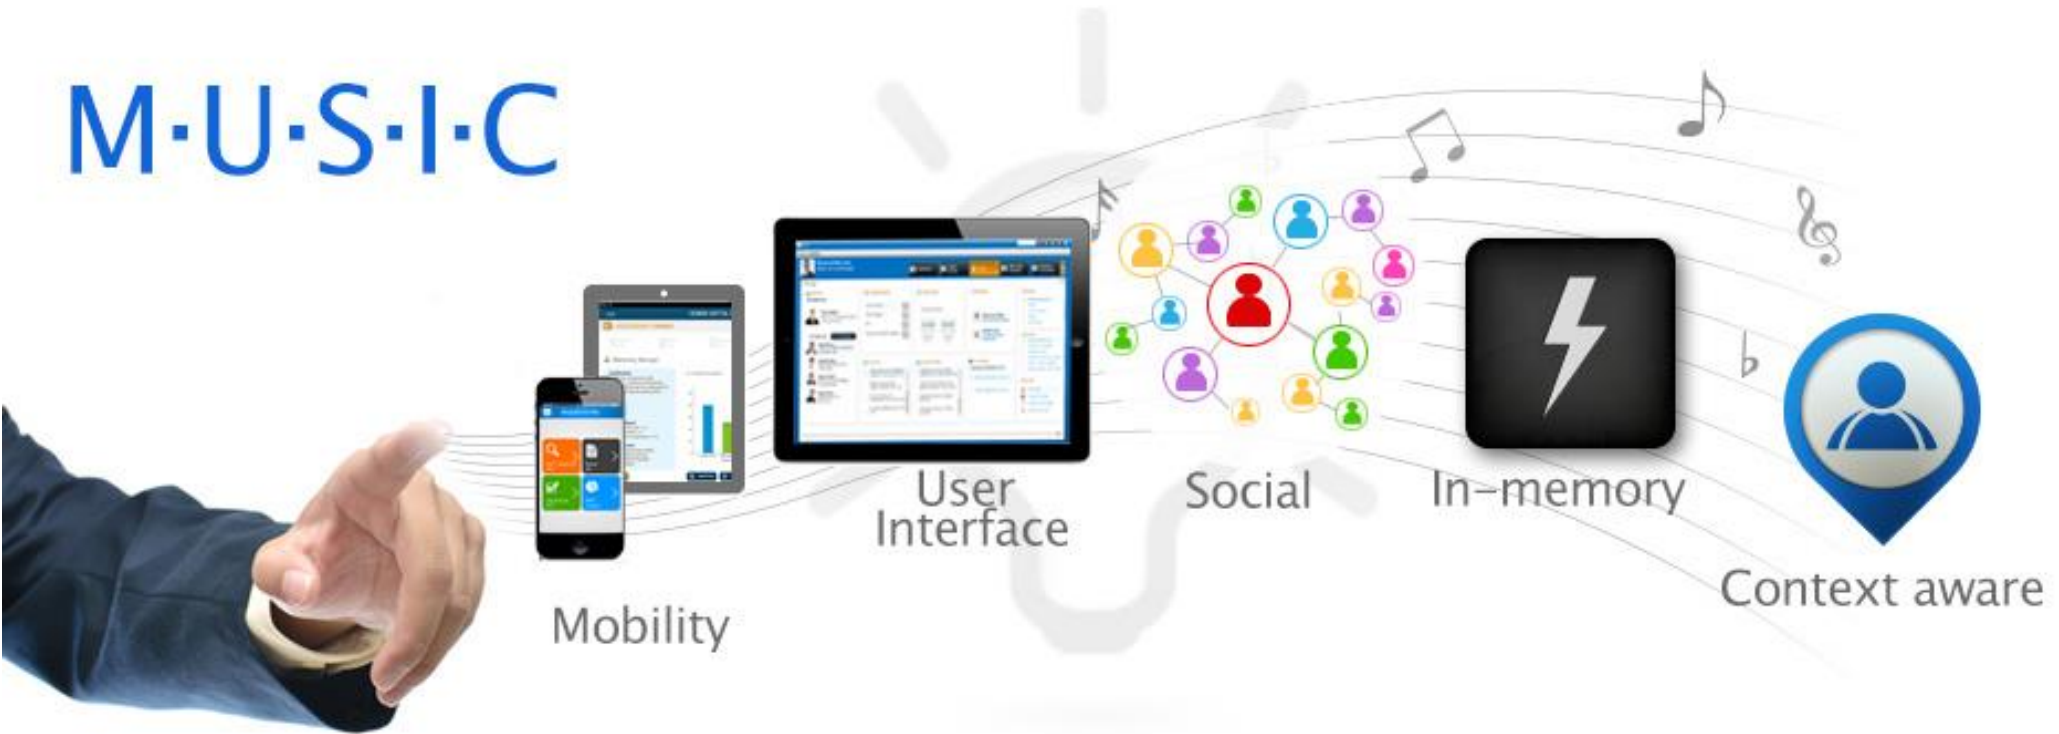 M·U·S·I·C
Mobility
User
Interface
Social
In-memory
Context aware